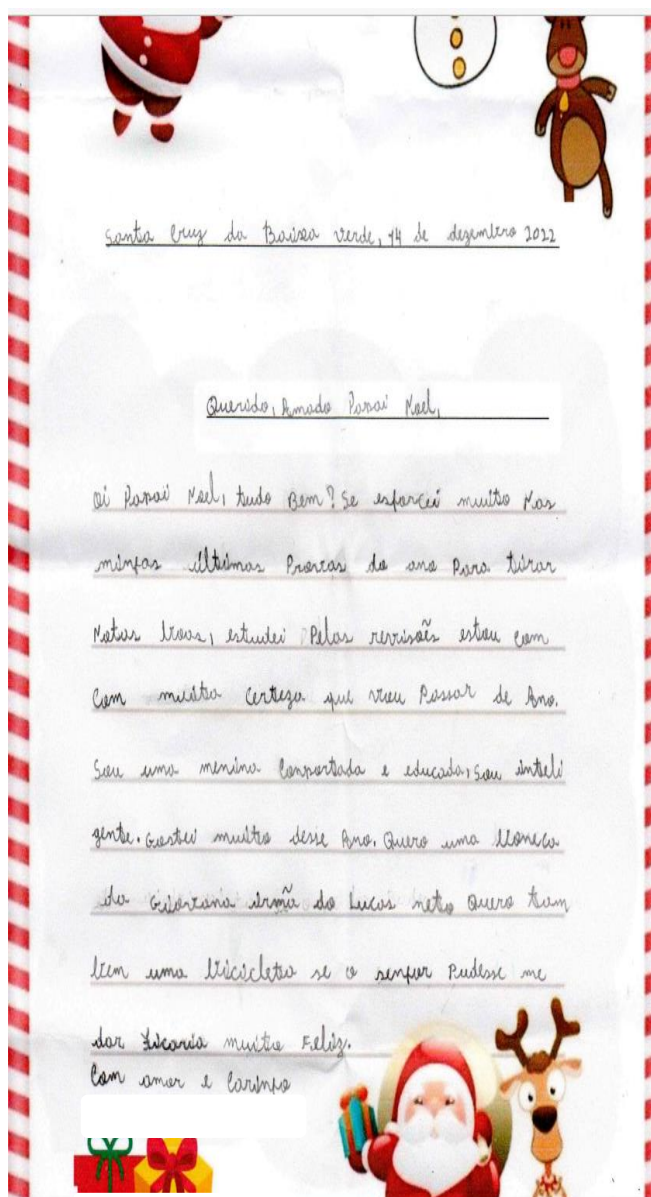 Santa Cruz da Baixa Verde, 14 de dezembro 2022
Querido, Amado Papai Noel,
Oi Papai Noel, tudo Bem? Se esforcei muito Nas
minhas últimas Provas do ano Para tirar
Notas boas, estudei Pelas revisões estou com
com muita certeza que vou Passar de Ano.
Sou uma menina Conportada e educada, sou inteli
gente. Gostei muito desse Ano. Quero uma boneca
da Giovana irmã do Lucas neto Quero tam
bem uma bicicleta se o senhor Pudesse me
dar ficaria muito Feliz.
Com amor e Carinho